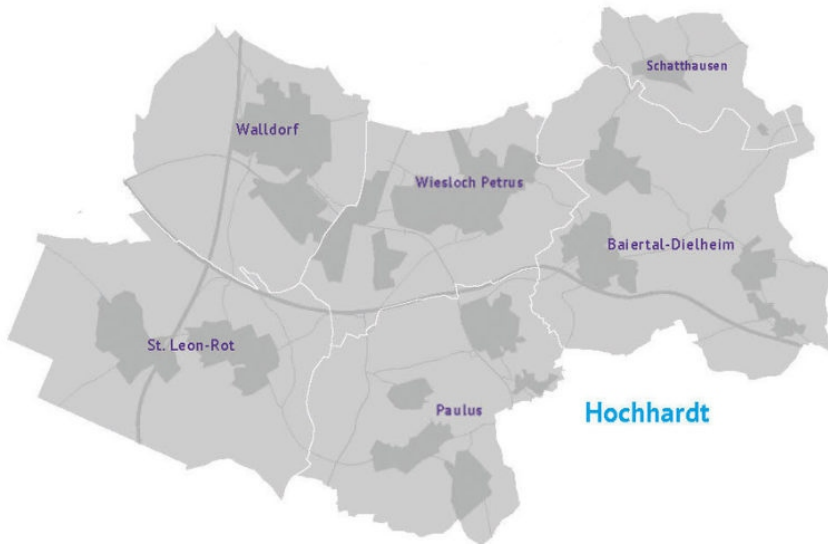 Schatthausen
Walldorf
Wiesloch Petrus
Baiertal-Dielheim
St. Leon-Rot
Paulus
Hochhardt